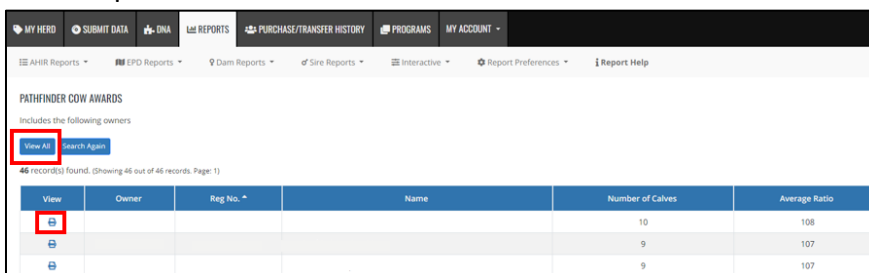 MY HERD SUBMIT DATA DNA REPORTS PURCHASE/TRANSFER HISTORY PROGRAMS MY ACCOUNT
AHIR Reports EPD Reports Dam Reports Sire Reports Interactive Report Preferences Report Help
PATHFINDER COW AWARDS
Includes the following owners
View All Search Again
46 record(s) found. (Showing 46 out of 46 records. Page: 1)
View Owner Reg No. Name Number of Calves Average Ratio
10 108
9 107
9 107